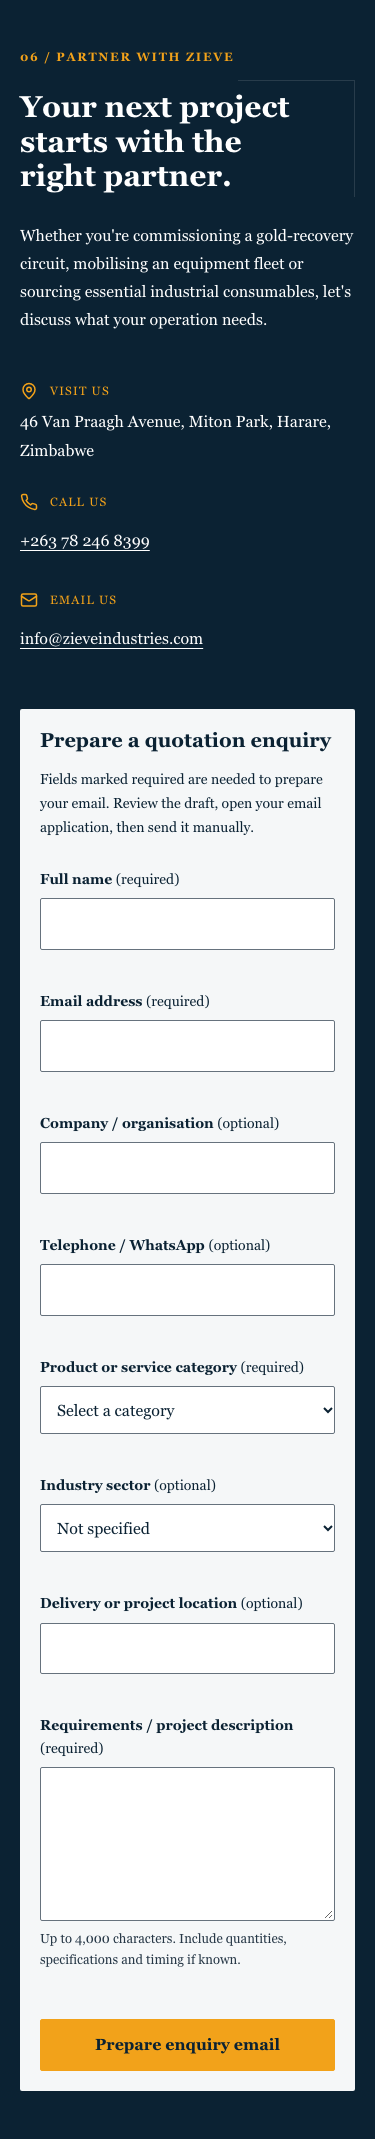 06 / PARTNER WITH ZIEVE
Your next project
starts with the
right partner.
Whether you're commissioning a gold-recovery
circuit, mobilising an equipment fleet or
sourcing essential industrial consumables, let's
discuss what your operation needs.
VISIT US
46 Van Praagh Avenue, Miton Park, Harare,
Zimbabwe
CALL US
+263 78 246 8399
EMAIL US
info@zieveindustries.com
Prepare a quotation enquiry
Fields marked required are needed to prepare
your email. Review the draft, open your email
application, then send it manually.
Full name (required)
Email address (required)
Company / organisation (optional)
Telephone / WhatsApp (optional)
Product or service category (required)
Select a category
Industry sector (optional)
Not specified
Delivery or project location (optional)
Requirements / project description
(required)
Up to 4,000 characters. Include quantities,
specifications and timing if known.
Prepare enquiry email